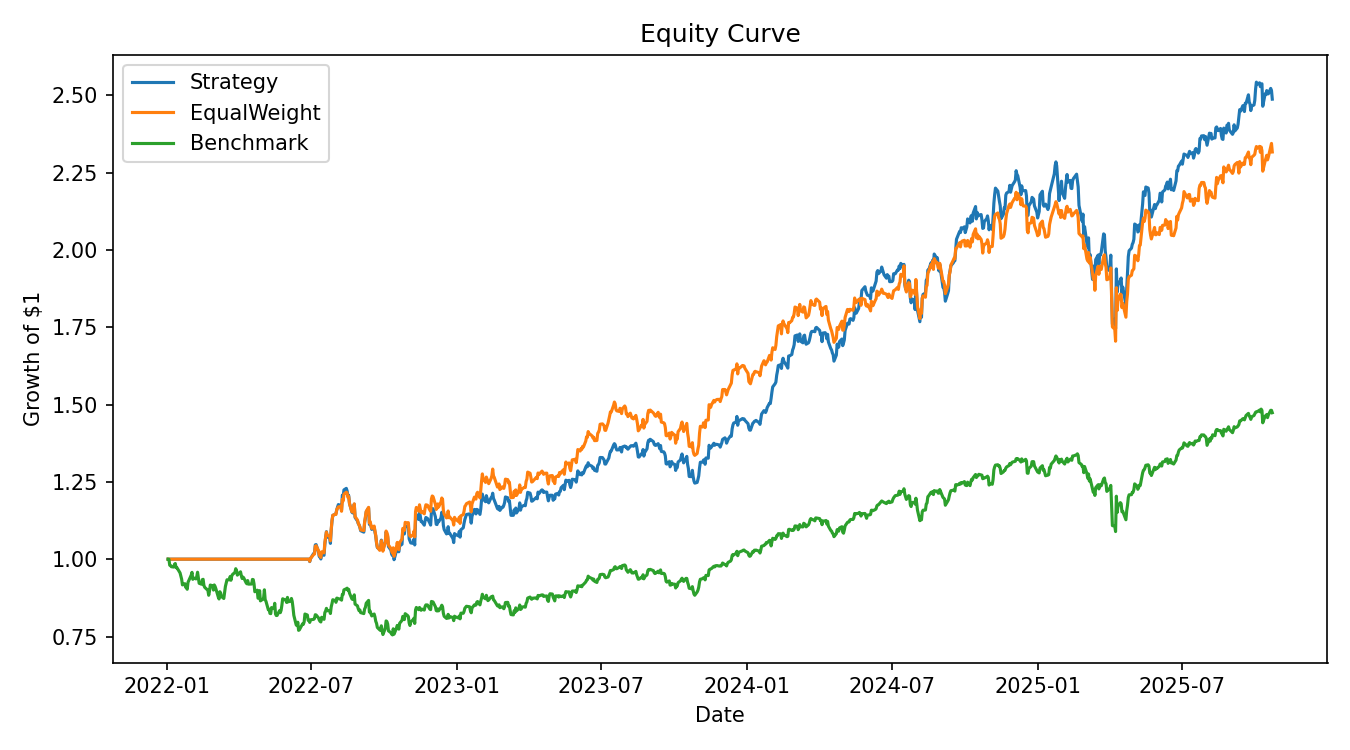 Equity Curve
Strategy
EqualWeight
Benchmark
Growth of $1
2.50
2.25
2.00
1.75
1.50
1.25
1.00
0.75
2022-01
2022-07
2023-01
2023-07
2024-01
2024-07
2025-01
2025-07
Date